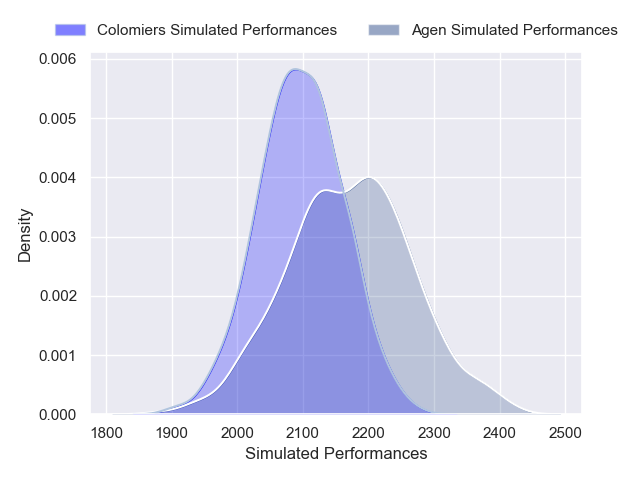 Colomiers Simulated Performances Agen Simulated Performances
0.006
0.005
0.004
0.003
0.002
0.001
0.000
Density
1800 1900 2000 2100 2200 2300 2400 2500
Simulated Performances